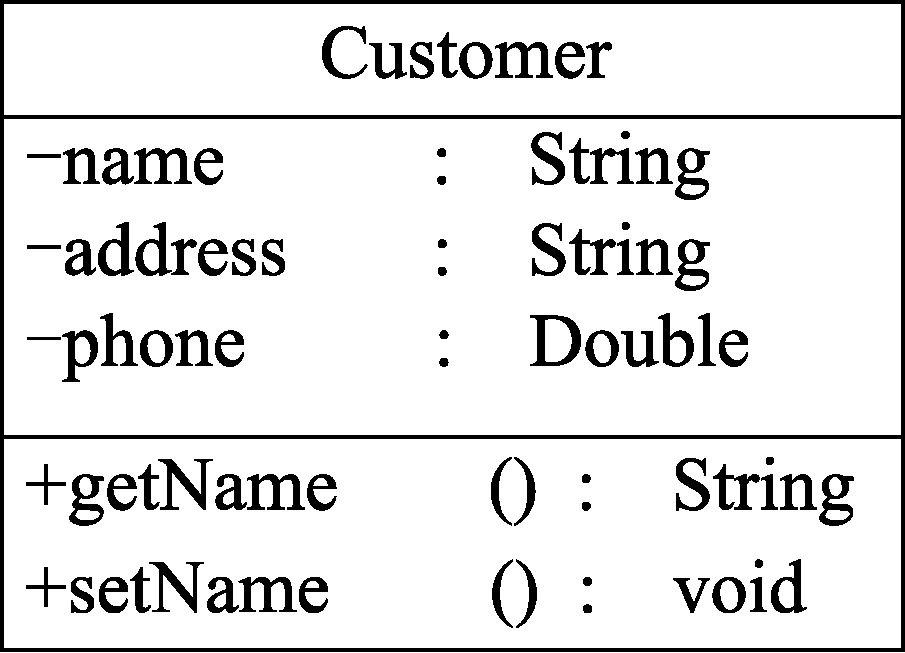 Customer
−name : String
−address : String
−phone : Double
+getName () : String
+setName () : void